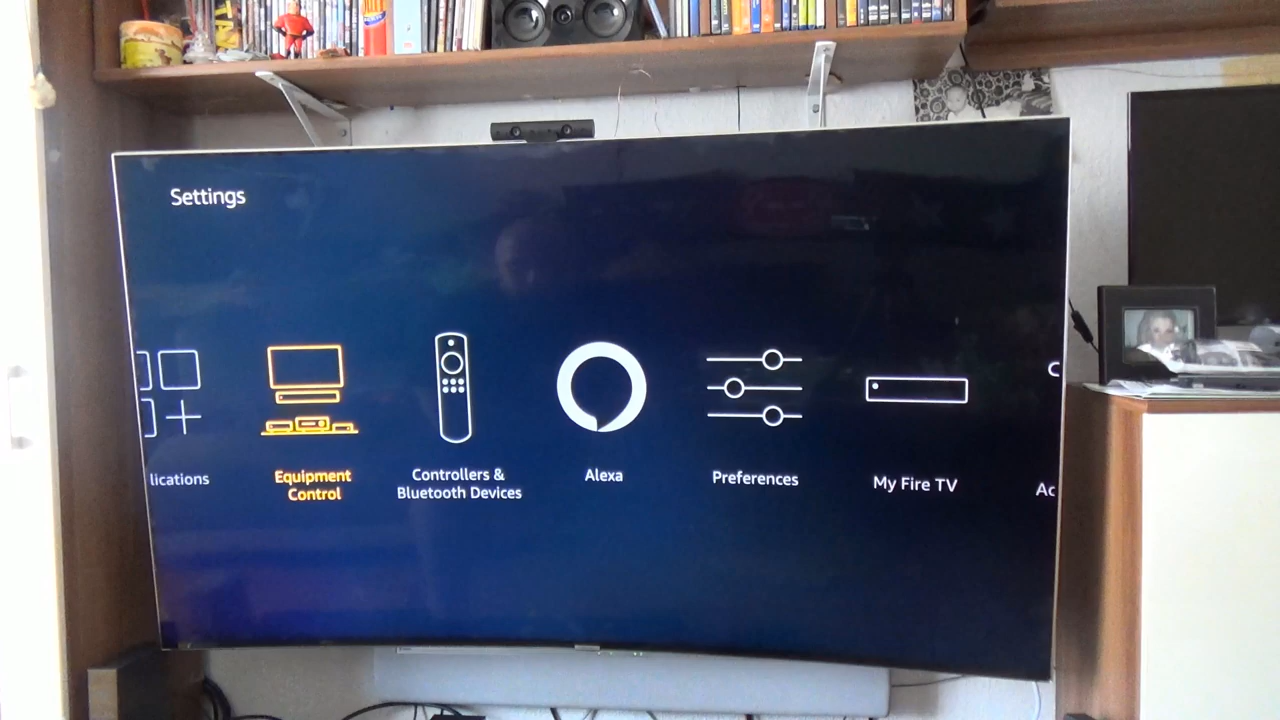 Settings
lications
Equipment
Control
Controllers &
Bluetooth Devices
Alexa
Preferences
My Fire TV
Ac